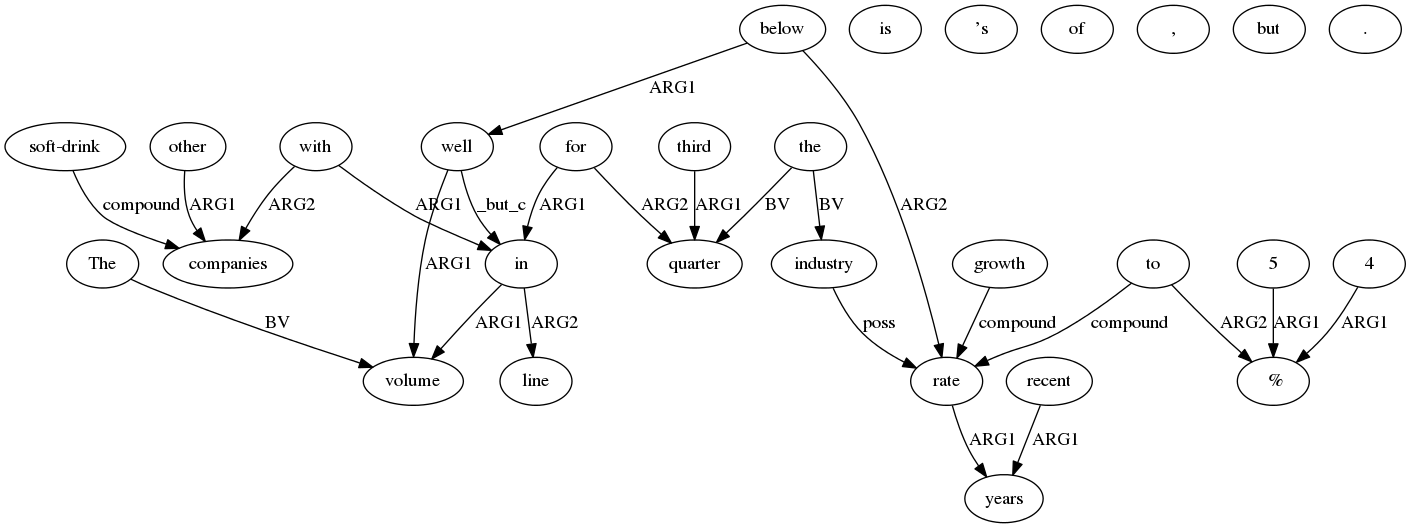 below is ’s of , but .
ARG1
soft-drink other with well for third the
compound ARG1 ARG2 ARG1 _but_c ARG1 ARG2 ARG1 BV BV ARG2
The companies in quarter industry growth to 5 4
BV ARG1 ARG1 ARG2 poss compound compound ARG2 ARG1 ARG1
volume line rate recent %
ARG1 ARG1
years